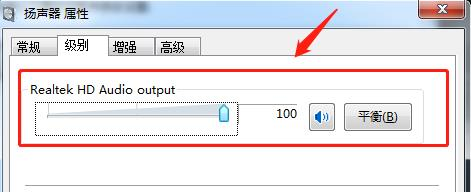 扬声器 属性
常规 级别 增强 高级
Realtek HD Audio output
100 平衡(B)